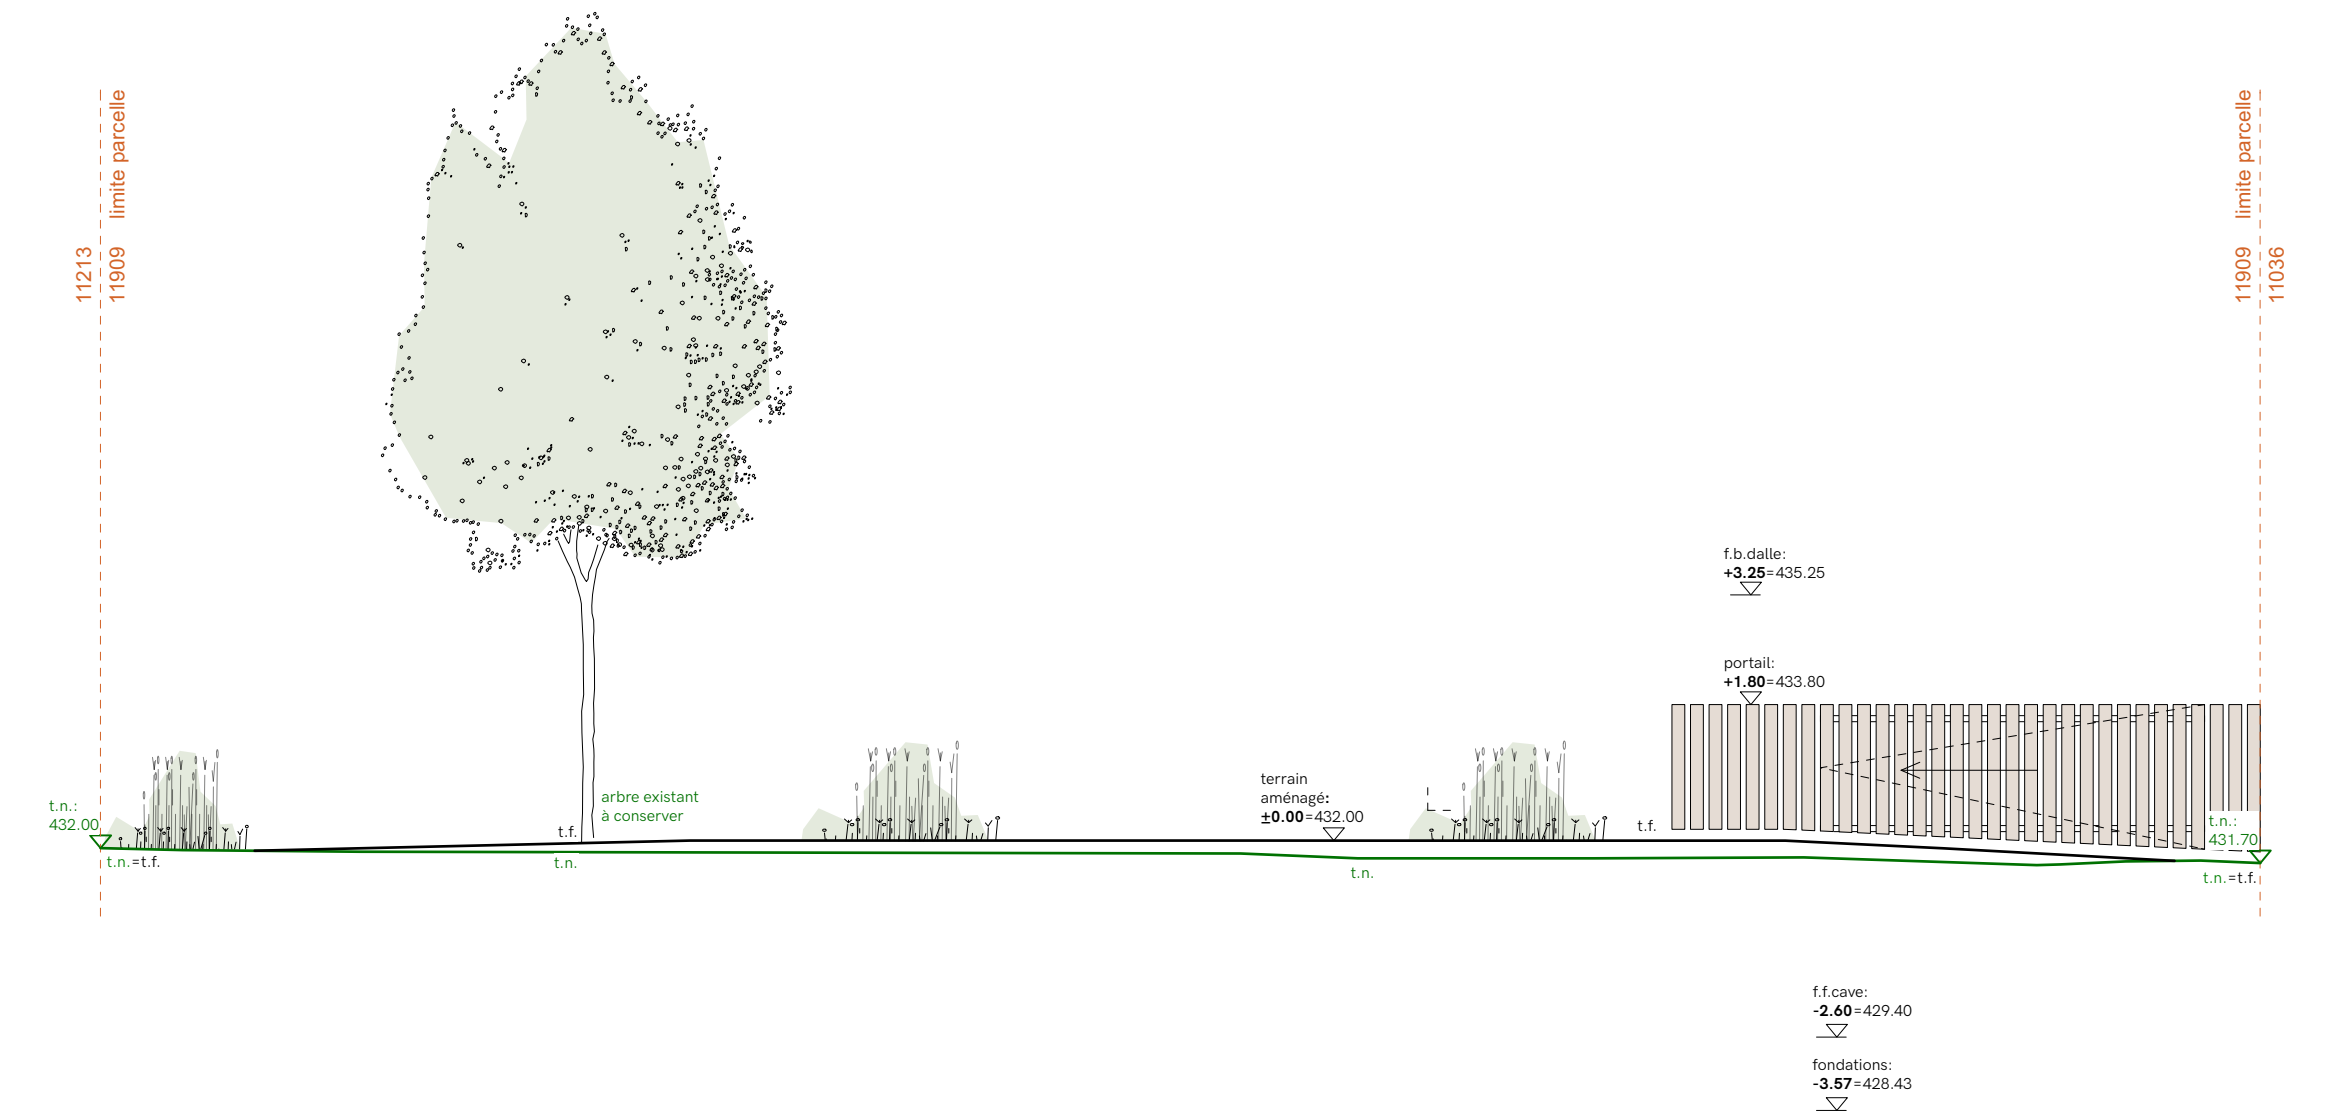 limite parcelle
11213
11909
limite parcelle
11909
11036
f.b.dalle:
+3.25=435.25
portail:
+1.80=433.80
terrain
aménagé:
±0.00=432.00
arbre existant
à conserver
t.n.:
432.00
t.f.
t.f.
t.n.:
431.70
t.n.=t.f.
t.n.
t.n.
t.n.=t.f.
f.f.cave:
-2.60=429.40
fondations:
-3.57=428.43